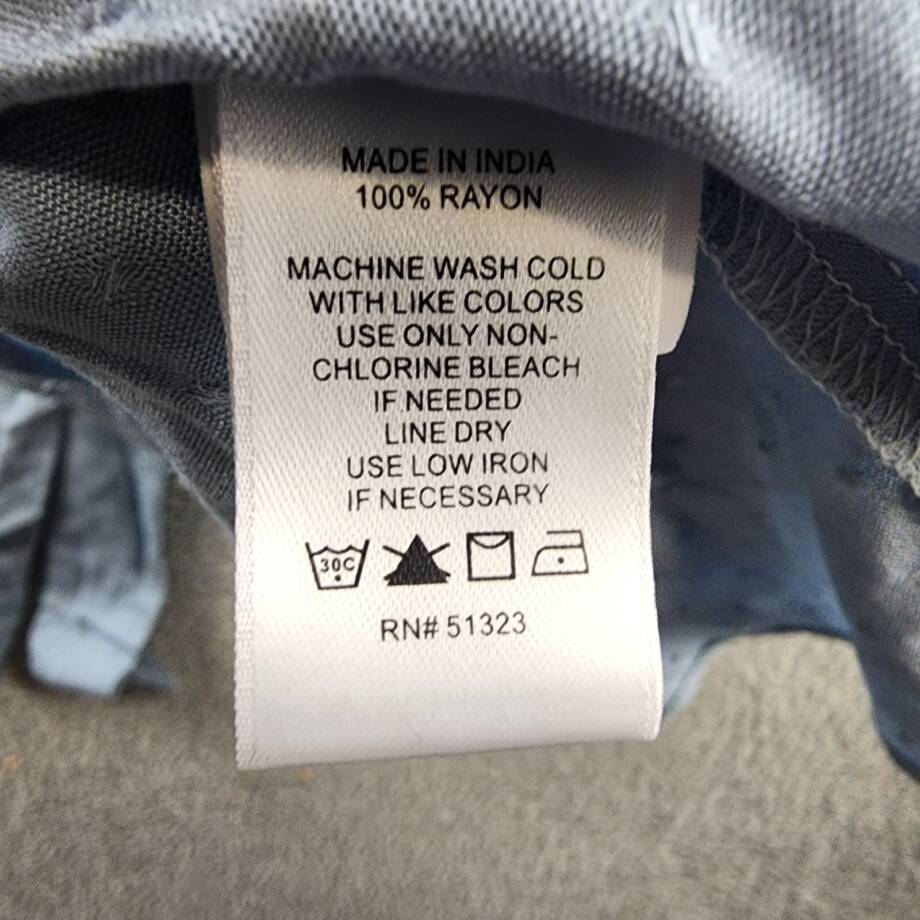 MADE IN INDIA
100% RAYON
MACHINE WASH COLD
WITH LIKE COLORS
USE ONLY NON-
CHLORINE BLEACH
IF NEEDED
LINE DRY
USE LOW IRON
IF NECESSARY
30C
RN# 51323